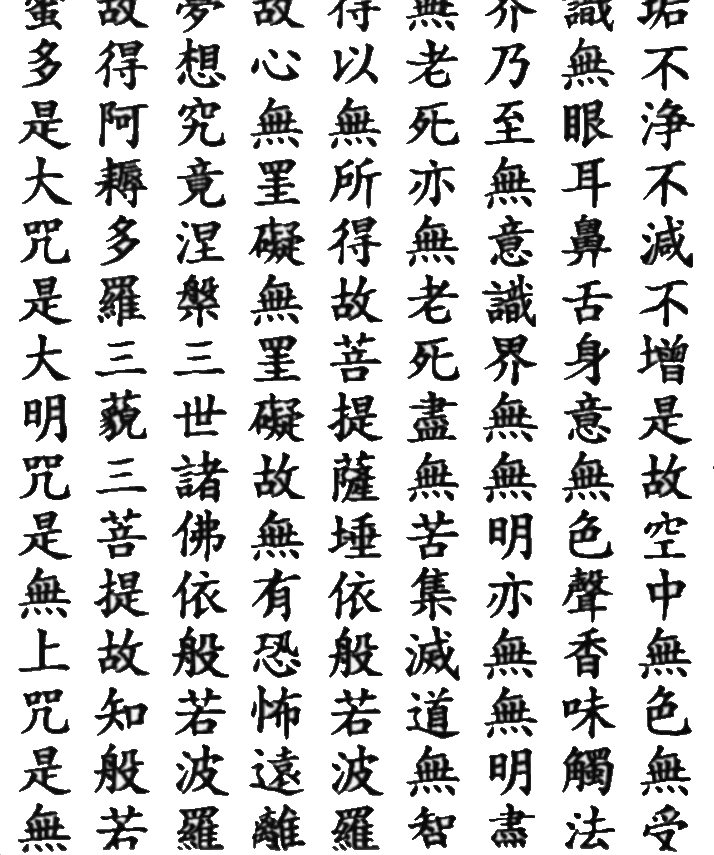 垢不浄不減不増是故空中無色無受
識無眼耳鼻舌身意無色聲香味觸法
界乃至無意識界無無明亦無無明盡
無老死亦無老死盡無苦集滅道無智
得以無所得故菩提薩埵依般若波羅
故心無罣礙無罣礙故無有恐怖遠離
夢想究竟涅槃三世諸佛依般若波羅
故得阿耨多羅三藐三菩提故知般若
蜜多是大咒是大明咒是無上咒是無